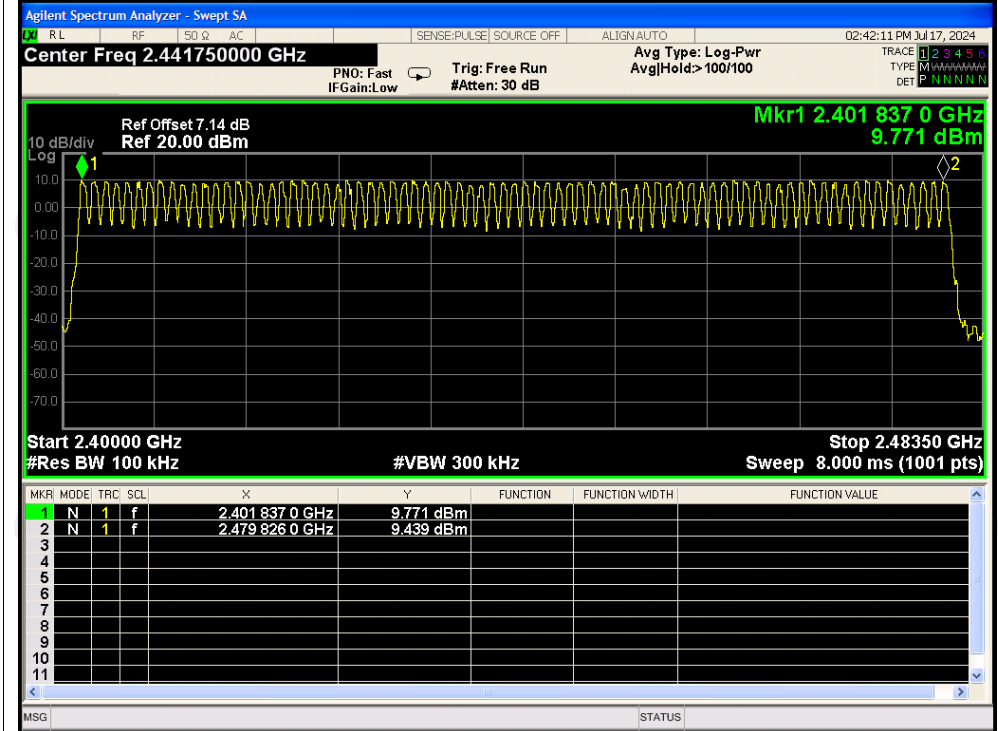 Agilent Spectrum Analyzer - Swept SA
LXI RL RF 50 Ω AC SENSE:PULSE SOURCE OFF ALIGN AUTO 02:42:11 PM Jul 17, 2024
Center Freq 2.441750000 GHz
PNO: Fast
IFGain:Low
Trig: Free Run
#Atten: 30 dB
Avg Type: Log-Pwr
Avg|Hold:> 100/100
TRACE 1 2 3 4 5 6
TYPE M W W W W W
DET P N N N N N
Mkr1 2.401 837 0 GHz
9.771 dBm
Ref Offset 7.14 dB
10 dB/div Ref 20.00 dBm
Log
1
2
10.0
0.00
-10.0
-20.0
-30.0
-40.0
-50.0
-60.0
-70.0
Start 2.40000 GHz Stop 2.48350 GHz
#Res BW 100 kHz #VBW 300 kHz Sweep 8.000 ms (1001 pts)
MKR MODE TRC SCL X Y FUNCTION FUNCTION WIDTH FUNCTION VALUE
1 N 1 f 2.401 837 0 GHz 9.771 dBm
2 N 1 f 2.479 826 0 GHz 9.439 dBm
3
4
5
6
7
8
9
10
11
MSG STATUS